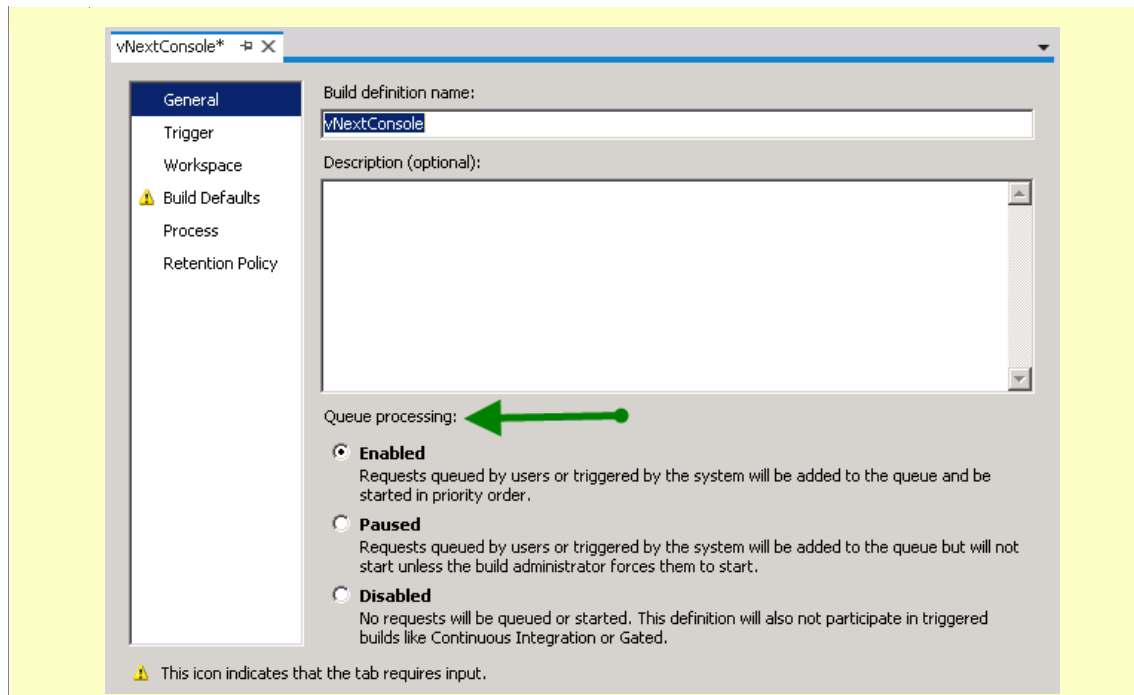 vNextConsole*
General
Trigger
Workspace
Build Defaults
Process
Retention Policy
Build definition name:
vNextConsole
Description (optional):
Queue processing:
Enabled
Requests queued by users or triggered by the system will be added to the queue and be
started in priority order.
Paused
Requests queued by users or triggered by the system will be added to the queue but will not
start unless the build administrator forces them to start.
Disabled
No requests will be queued or started. This definition will also not participate in triggered
builds like Continuous Integration or Gated.
This icon indicates that the tab requires input.